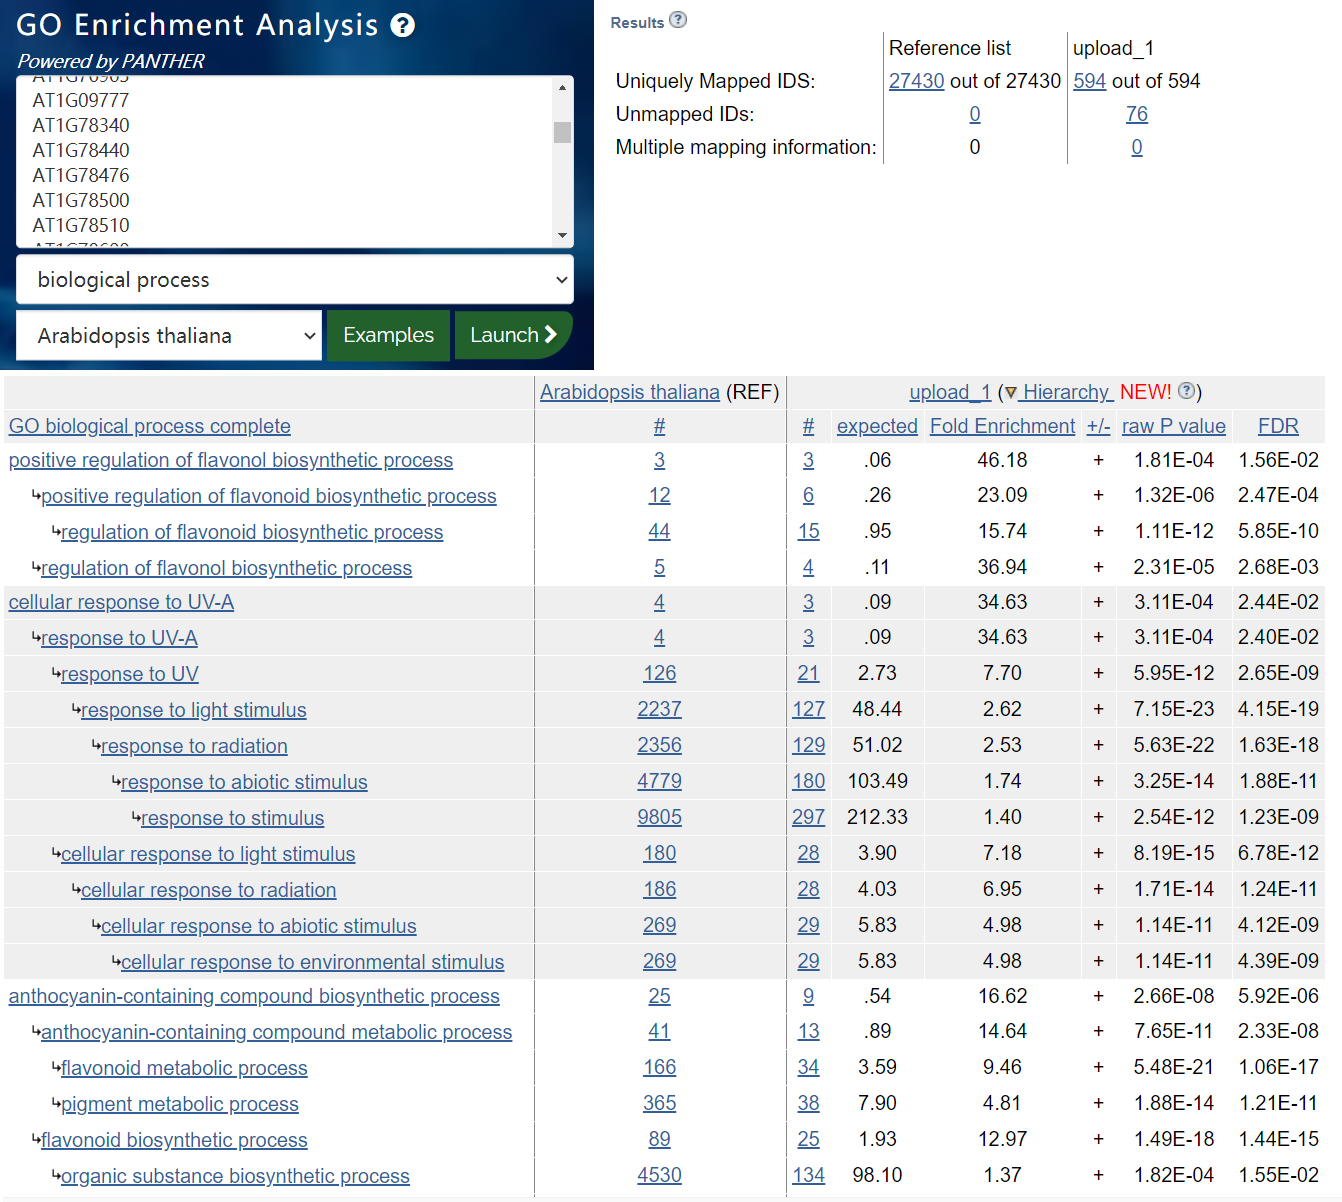 GO Enrichment Analysis ?
Powered by PANTHER
AT1G09777
AT1G78340
AT1G78440
AT1G78476
AT1G78500
AT1G78510
biological process
Arabidopsis thaliana Examples Launch
Results ?
Reference list upload_1
Uniquely Mapped IDS: 27430 out of 27430 594 out of 594
Unmapped IDs: 0 76
Multiple mapping information: 0 0
Arabidopsis thaliana (REF) upload_1 (▼ Hierarchy NEW! ?)
GO biological process complete # # expected Fold Enrichment +/- raw P value FDR
positive regulation of flavonol biosynthetic process 3 3 .06 46.18 + 1.81E-04 1.56E-02
↳positive regulation of flavonoid biosynthetic process 12 6 .26 23.09 + 1.32E-06 2.47E-04
↳regulation of flavonoid biosynthetic process 44 15 .95 15.74 + 1.11E-12 5.85E-10
↳regulation of flavonol biosynthetic process 5 4 .11 36.94 + 2.31E-05 2.68E-03
cellular response to UV-A 4 3 .09 34.63 + 3.11E-04 2.44E-02
↳response to UV-A 4 3 .09 34.63 + 3.11E-04 2.40E-02
↳response to UV 126 21 2.73 7.70 + 5.95E-12 2.65E-09
↳response to light stimulus 2237 127 48.44 2.62 + 7.15E-23 4.15E-19
↳response to radiation 2356 129 51.02 2.53 + 5.63E-22 1.63E-18
↳response to abiotic stimulus 4779 180 103.49 1.74 + 3.25E-14 1.88E-11
↳response to stimulus 9805 297 212.33 1.40 + 2.54E-12 1.23E-09
↳cellular response to light stimulus 180 28 3.90 7.18 + 8.19E-15 6.78E-12
↳cellular response to radiation 186 28 4.03 6.95 + 1.71E-14 1.24E-11
↳cellular response to abiotic stimulus 269 29 5.83 4.98 + 1.14E-11 4.12E-09
↳cellular response to environmental stimulus 269 29 5.83 4.98 + 1.14E-11 4.39E-09
anthocyanin-containing compound biosynthetic process 25 9 .54 16.62 + 2.66E-08 5.92E-06
↳anthocyanin-containing compound metabolic process 41 13 .89 14.64 + 7.65E-11 2.33E-08
↳flavonoid metabolic process 166 34 3.59 9.46 + 5.48E-21 1.06E-17
↳pigment metabolic process 365 38 7.90 4.81 + 1.88E-14 1.21E-11
↳flavonoid biosynthetic process 89 25 1.93 12.97 + 1.49E-18 1.44E-15
↳organic substance biosynthetic process 4530 134 98.10 1.37 + 1.82E-04 1.55E-02